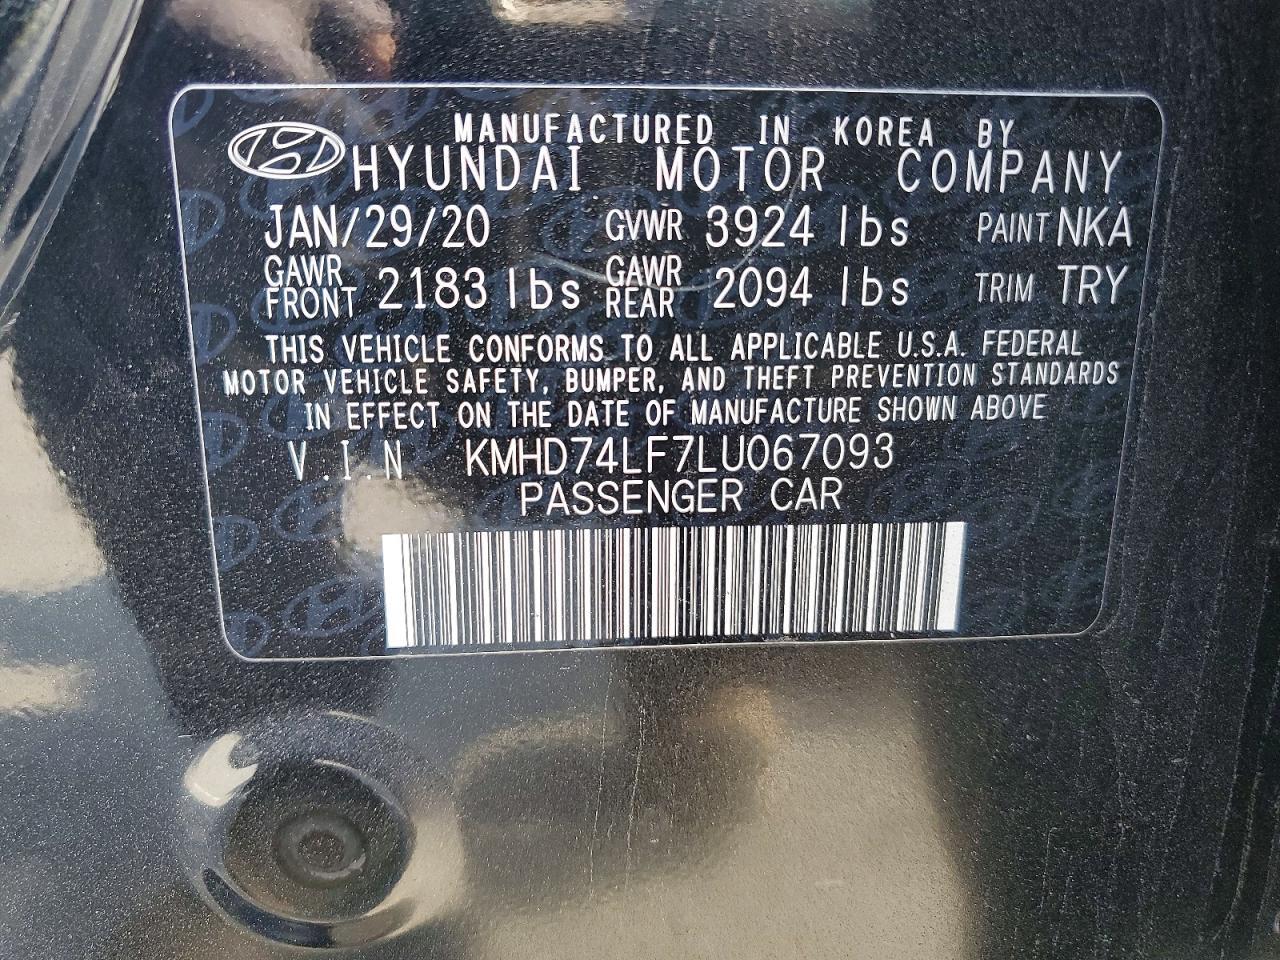 MANUFACTURED IN KOREA BY
HYUNDAI MOTOR COMPANY
JAN/29/20 GVWR 3924 lbs PAINT NKA
GAWR FRONT 2183 lbs GAWR REAR 2094 lbs TRIM TRY
THIS VEHICLE CONFORMS TO ALL APPLICABLE U.S.A. FEDERAL
MOTOR VEHICLE SAFETY, BUMPER, AND THEFT PREVENTION STANDARDS
IN EFFECT ON THE DATE OF MANUFACTURE SHOWN ABOVE
V.I.N KMHD74LF7LU067093
PASSENGER CAR